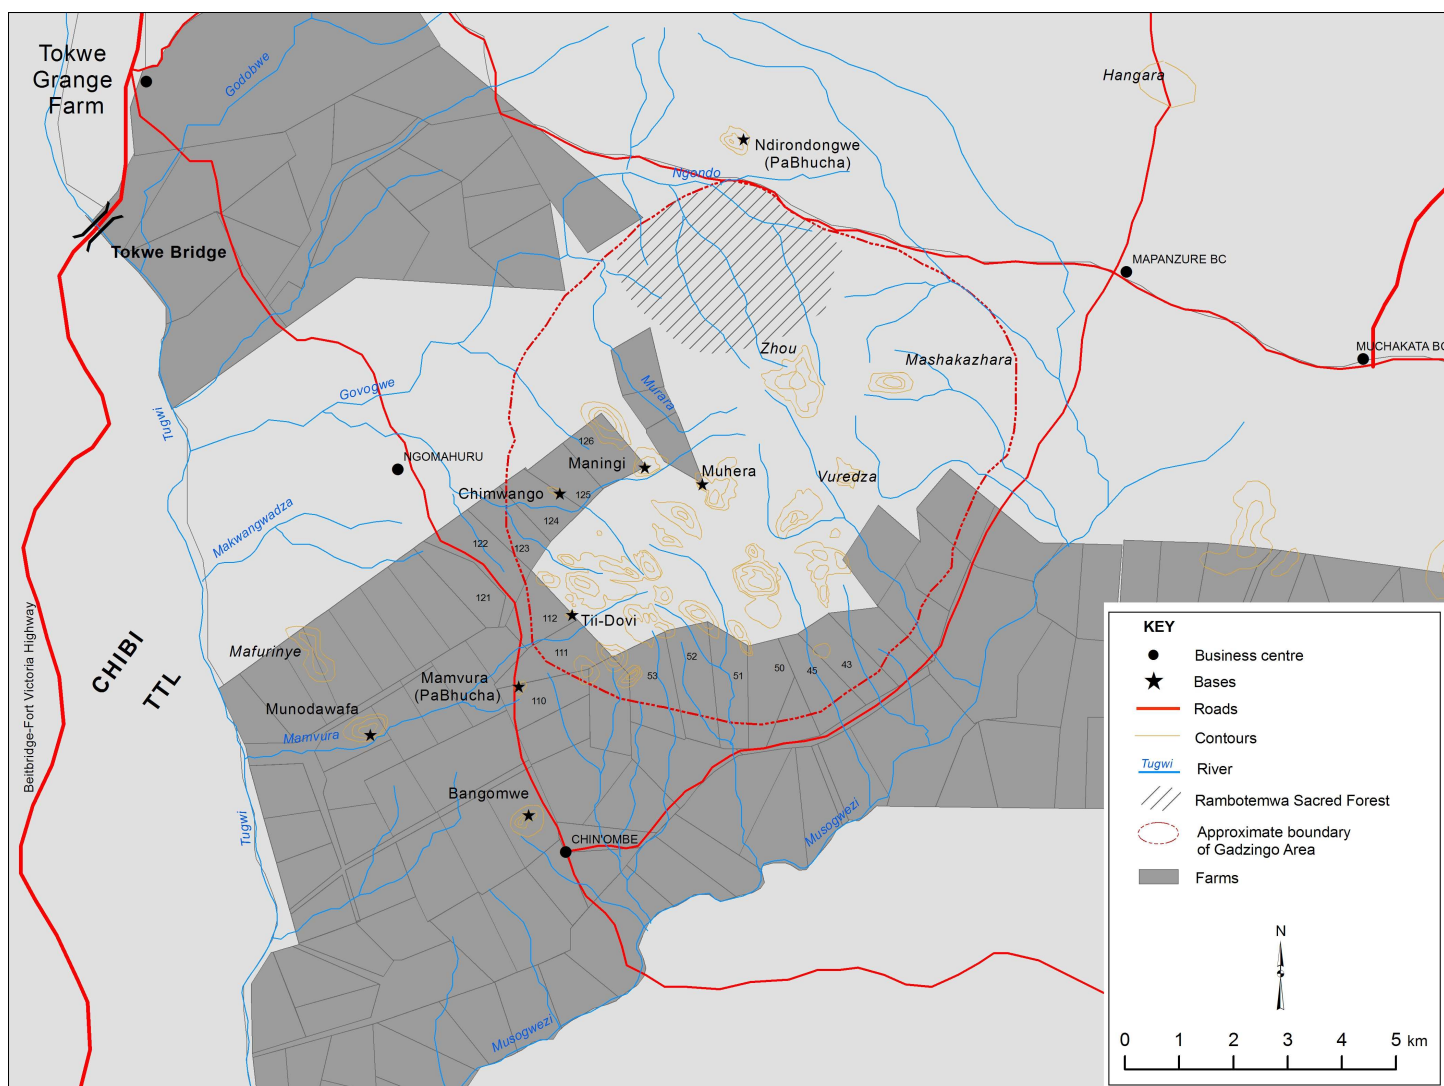 Tokwe
Grange
Farm
Godobwe
Hangara
Ndirondongwe
(PaBhucha)
Ngondo
Tokwe Bridge
MAPANZURE BC
MUCHAKATA BC
Zhou
Mashakazhara
Murara
Govogwe
Tugwi
126
NGOMAHURU
Maningi
Muhera
Vuredza
Chimwango
125
Makwangwadza
124
122
123
121
112
Tii-Dovi
Beitbridge-Fort Victoria Highway
CHIBI
TTL
Mafurinye
111
53
52
51
50
45
43
Mamvura
(PaBhucha)
110
Munodawafa
Mamvura
Bangomwe
Tugwi
CHIN'OMBE
Musogwezi
Musogwezi
KEY
Business centre
Bases
Roads
Contours
Tugwi
River
Rambotemwa Sacred Forest
Approximate boundary
of Gadzingo Area
Farms
N
0 1 2 3 4 5 km